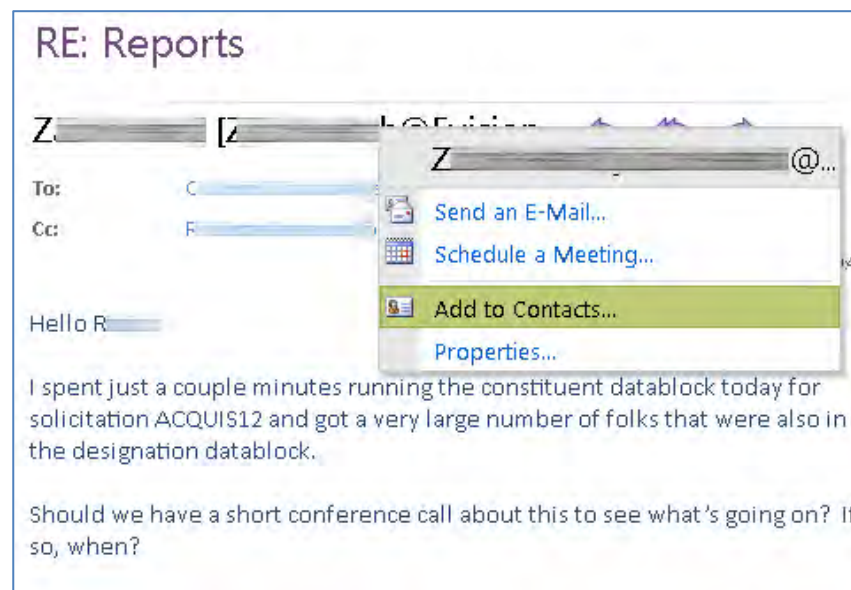 RE: Reports
Z [Z
Z @...
To: C
Cc: R
Send an E-Mail...
Schedule a Meeting...
Add to Contacts...
Properties...
Hello R
I spent just a couple minutes running the constituent datablock today for
solicitation ACQUIS12 and got a very large number of folks that were also in
the designation datablock.
Should we have a short conference call about this to see what's going on?
so, when?